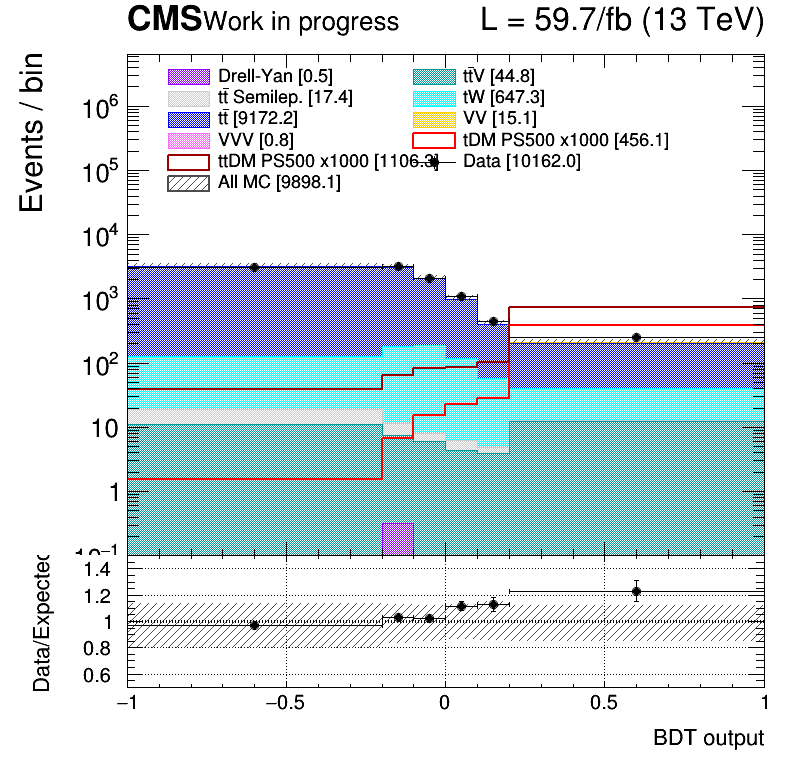 CMS Work in progress L = 59.7/fb (13 TeV)
Events / bin
Drell-Yan [0.5] tt̄V [44.8]
tt̄ Semilep. [17.4] tW [647.3]
tt̄ [9172.2] VV [15.1]
VVV [0.8] tDM PS500 x1000 [456.1]
ttDM PS500 x1000 [1106.3] Data [10162.0]
All MC [9898.1]
10⁶
10⁵
10⁴
10³
10²
10
1
10⁻¹
Data/Expected
1.4
1.2
1
0.8
0.6
−1 −0.5 0 0.5 1
BDT output